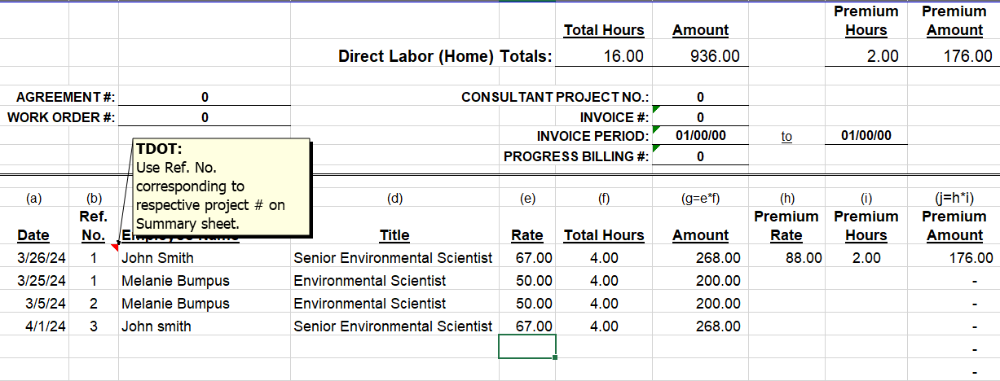 Premium Premium
Total Hours Amount Hours Amount
Direct Labor (Home) Totals: 16.00 936.00 2.00 176.00
AGREEMENT #: 0 CONSULTANT PROJECT NO.: 0
WORK ORDER #: 0 INVOICE #: 0
INVOICE PERIOD: 01/00/00 to 01/00/00
PROGRESS BILLING #: 0
TDOT:
Use Ref. No.
corresponding to
respective project # on
Summary sheet.
(a) (b) (d) (e) (f) (g=e*f) (h) (i) (j=h*i)
Ref. Premium Premium Premium
Date No. Title Rate Total Hours Amount Rate Hours Amount
3/26/24 1 John Smith Senior Environmental Scientist 67.00 4.00 268.00 88.00 2.00 176.00
3/25/24 1 Melanie Bumpus Environmental Scientist 50.00 4.00 200.00 -
3/5/24 2 Melanie Bumpus Environmental Scientist 50.00 4.00 200.00 -
4/1/24 3 John smith Senior Environmental Scientist 67.00 4.00 268.00 -
-
-